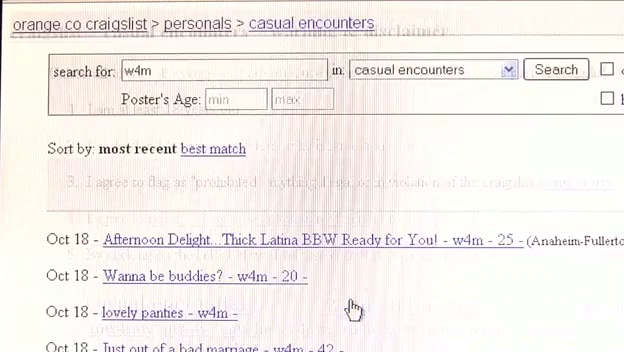 orange co craigslist > personals > casual encounters
search for: w4m in: casual encounters Search
Poster's Age: min max
Sort by: most recent best match
3. I agree to flag as "prohibited" anything illegal or in violation of the craigslist terms
Oct 18 - Afternoon Delight...Thick Latina BBW Ready for You! - w4m - 25 - (Anaheim-Fullerto
Oct 18 - Wanna be buddies? - w4m - 20 -
Oct 18 - lovely panties - w4m -
Oct 18 - Just out of a bad marriage - w4m - 42 -